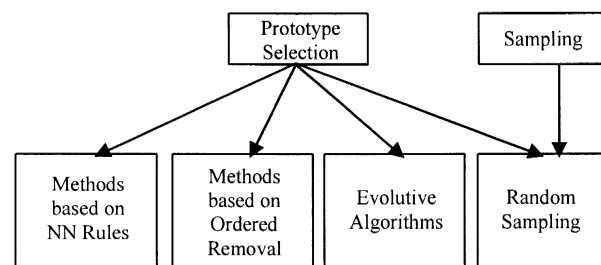 Prototype
Selection
Sampling
Methods
based on
NN Rules
Methods
based on
Ordered
Removal
Evolutive
Algorithms
Random
Sampling